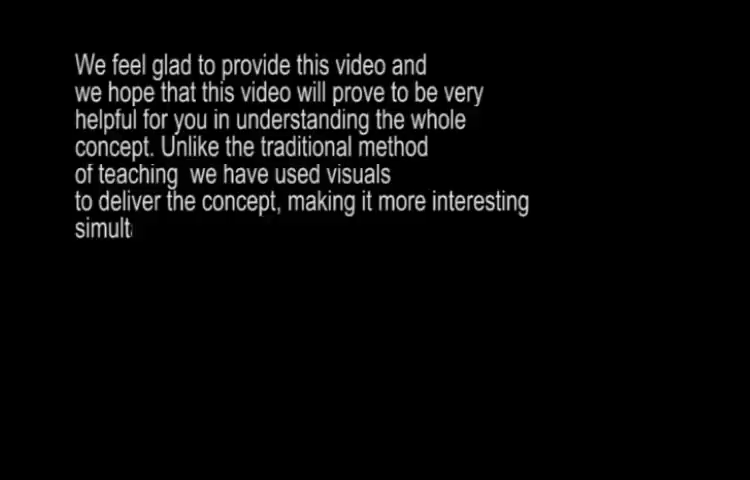 We feel glad to provide this video and
we hope that this video will prove to be very
helpful for you in understanding the whole
concept. Unlike the traditional method
of teaching  we have used visuals
to deliver the concept, making it more interesting
simult